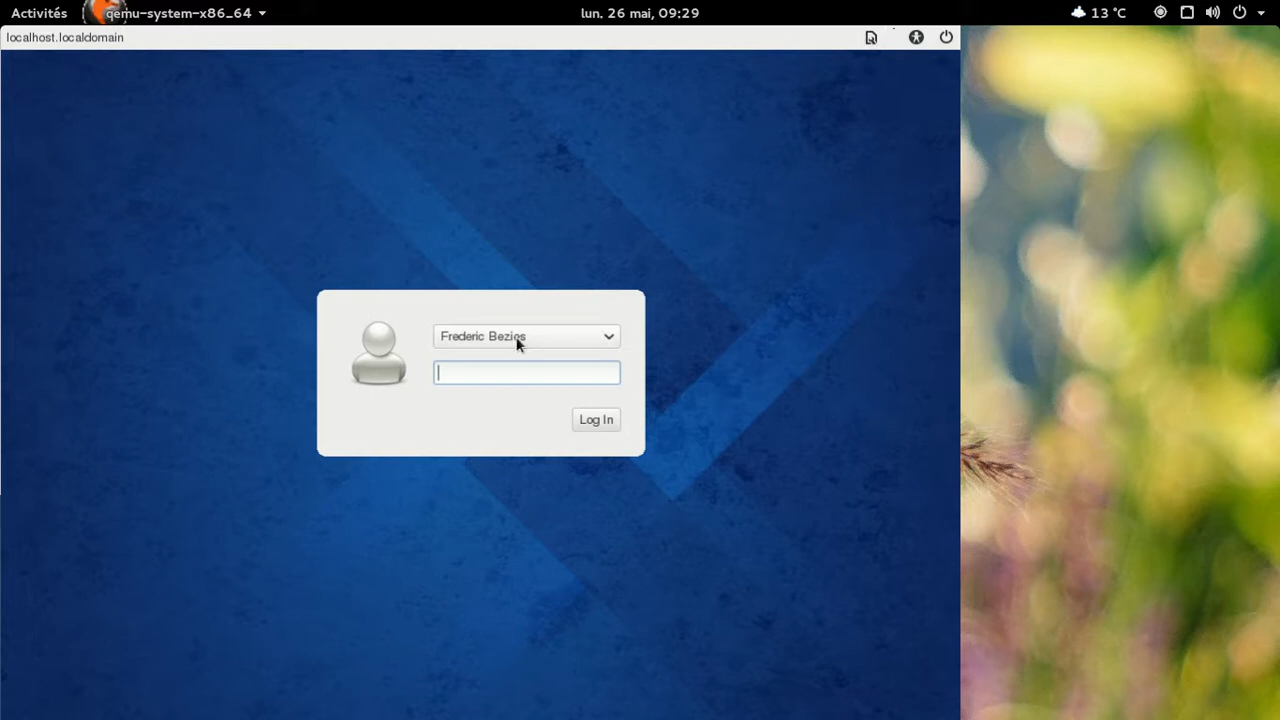 Activités
qemu-system-x86_64
lun. 26 mai, 09:29
13 °C
localhost.localdomain
Frederic Bezies
Log In